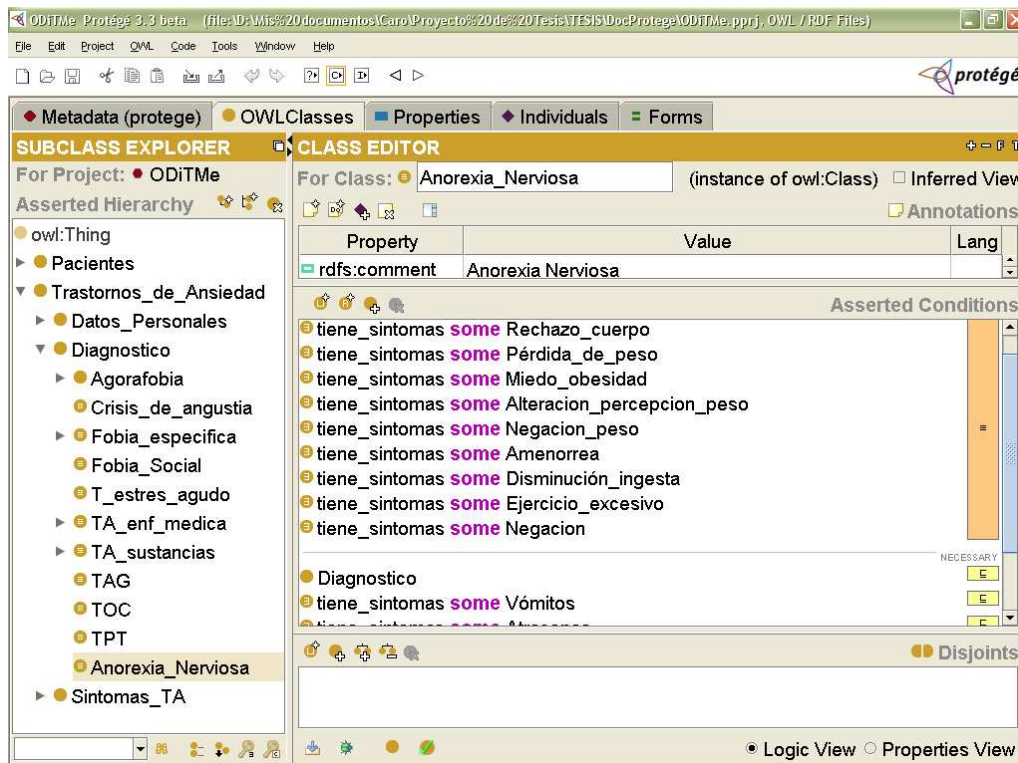 ODiTMe Protégé 3.3 beta (file:\D:\Mis%20documentos\Caro\Proyecto%20de%20Tesis\TESIS\DocProtege\ODiTMe.pprj, OWL / RDF Files)
File Edit Project OWL Code Tools Window Help
protégé
Metadata (protege) OWLClasses Properties Individuals Forms
SUBCLASS EXPLORER
For Project: ODiTMe
Asserted Hierarchy
owl:Thing
Pacientes
Trastornos_de_Ansiedad
Datos_Personales
Diagnostico
Agorafobia
Crisis_de_angustia
Fobia_especifica
Fobia_Social
T_estres_agudo
TA_enf_medica
TA_sustancias
TAG
TOC
TPT
Anorexia_Nerviosa
Sintomas_TA
CLASS EDITOR
For Class: Anorexia_Nerviosa (instance of owl:Class) Inferred View
Annotations
Property Value Lang
rdfs:comment Anorexia Nerviosa
Asserted Conditions
tiene_sintomas some Rechazo_cuerpo
tiene_sintomas some Pérdida_de_peso
tiene_sintomas some Miedo_obesidad
tiene_sintomas some Alteracion_percepcion_peso
tiene_sintomas some Negacion_peso
tiene_sintomas some Amenorrea
tiene_sintomas some Disminución_ingesta
tiene_sintomas some Ejercicio_excesivo
tiene_sintomas some Negacion
NECESSARY
Diagnostico
tiene_sintomas some Vómitos
Disjoints
Logic View Properties View